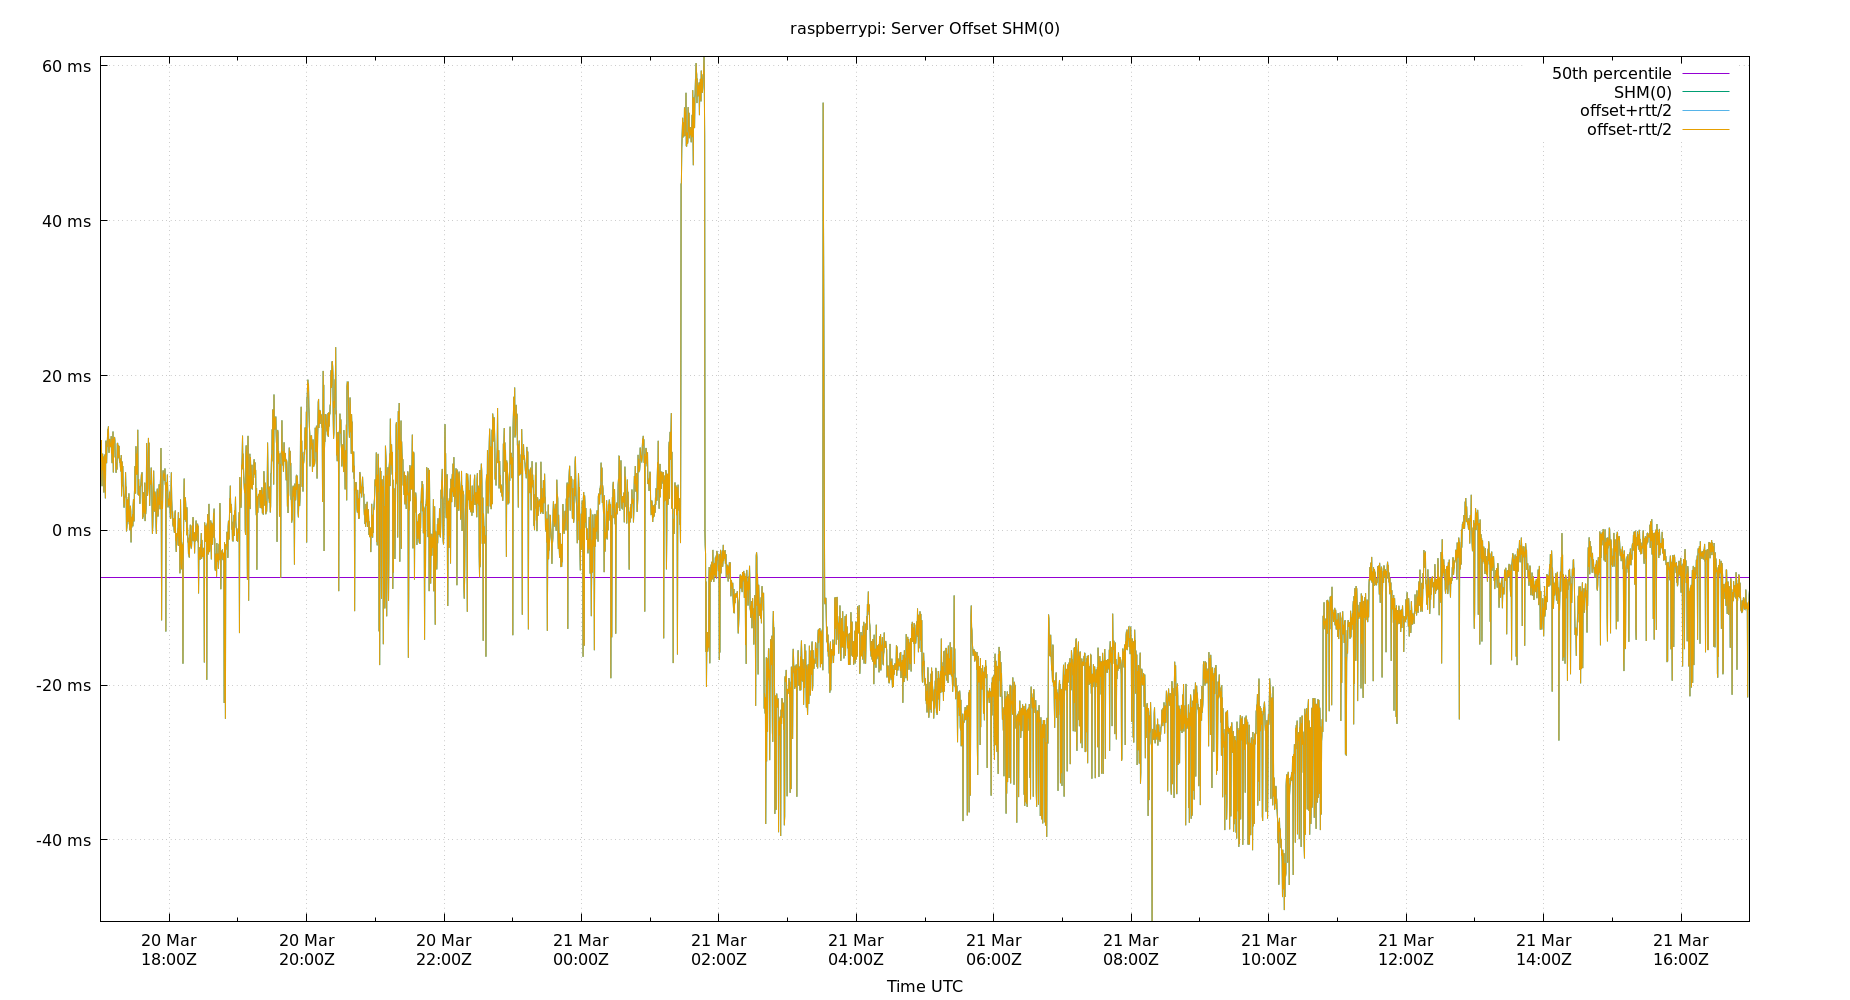 raspberrypi: Server Offset SHM(0)
50th percentile
SHM(0)
offset+rtt/2
offset-rtt/2
60 ms
40 ms
20 ms
0 ms
-20 ms
-40 ms
20 Mar 20 Mar 20 Mar 21 Mar 21 Mar 21 Mar 21 Mar 21 Mar 21 Mar 21 Mar 21 Mar 21 Mar
18:00Z 20:00Z 22:00Z 00:00Z 02:00Z 04:00Z 06:00Z 08:00Z 10:00Z 12:00Z 14:00Z 16:00Z
Time UTC